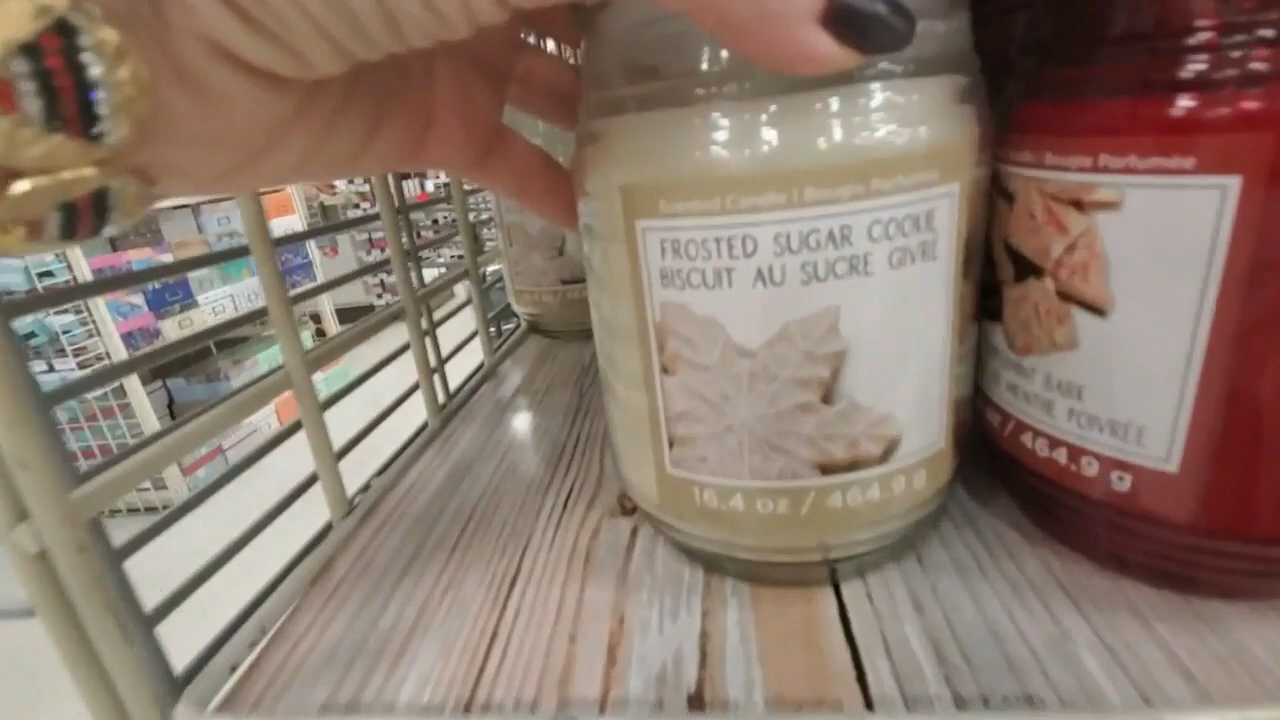 Scented Candle | Bougie Parfumée
FROSTED SUGAR COOKIE
BISCUIT AU SUCRE GIVRÉ
16.4 oz / 464.9 g
Bougie Parfumée
BARK
MENTHE POIVRÉE
oz / 464.9 g